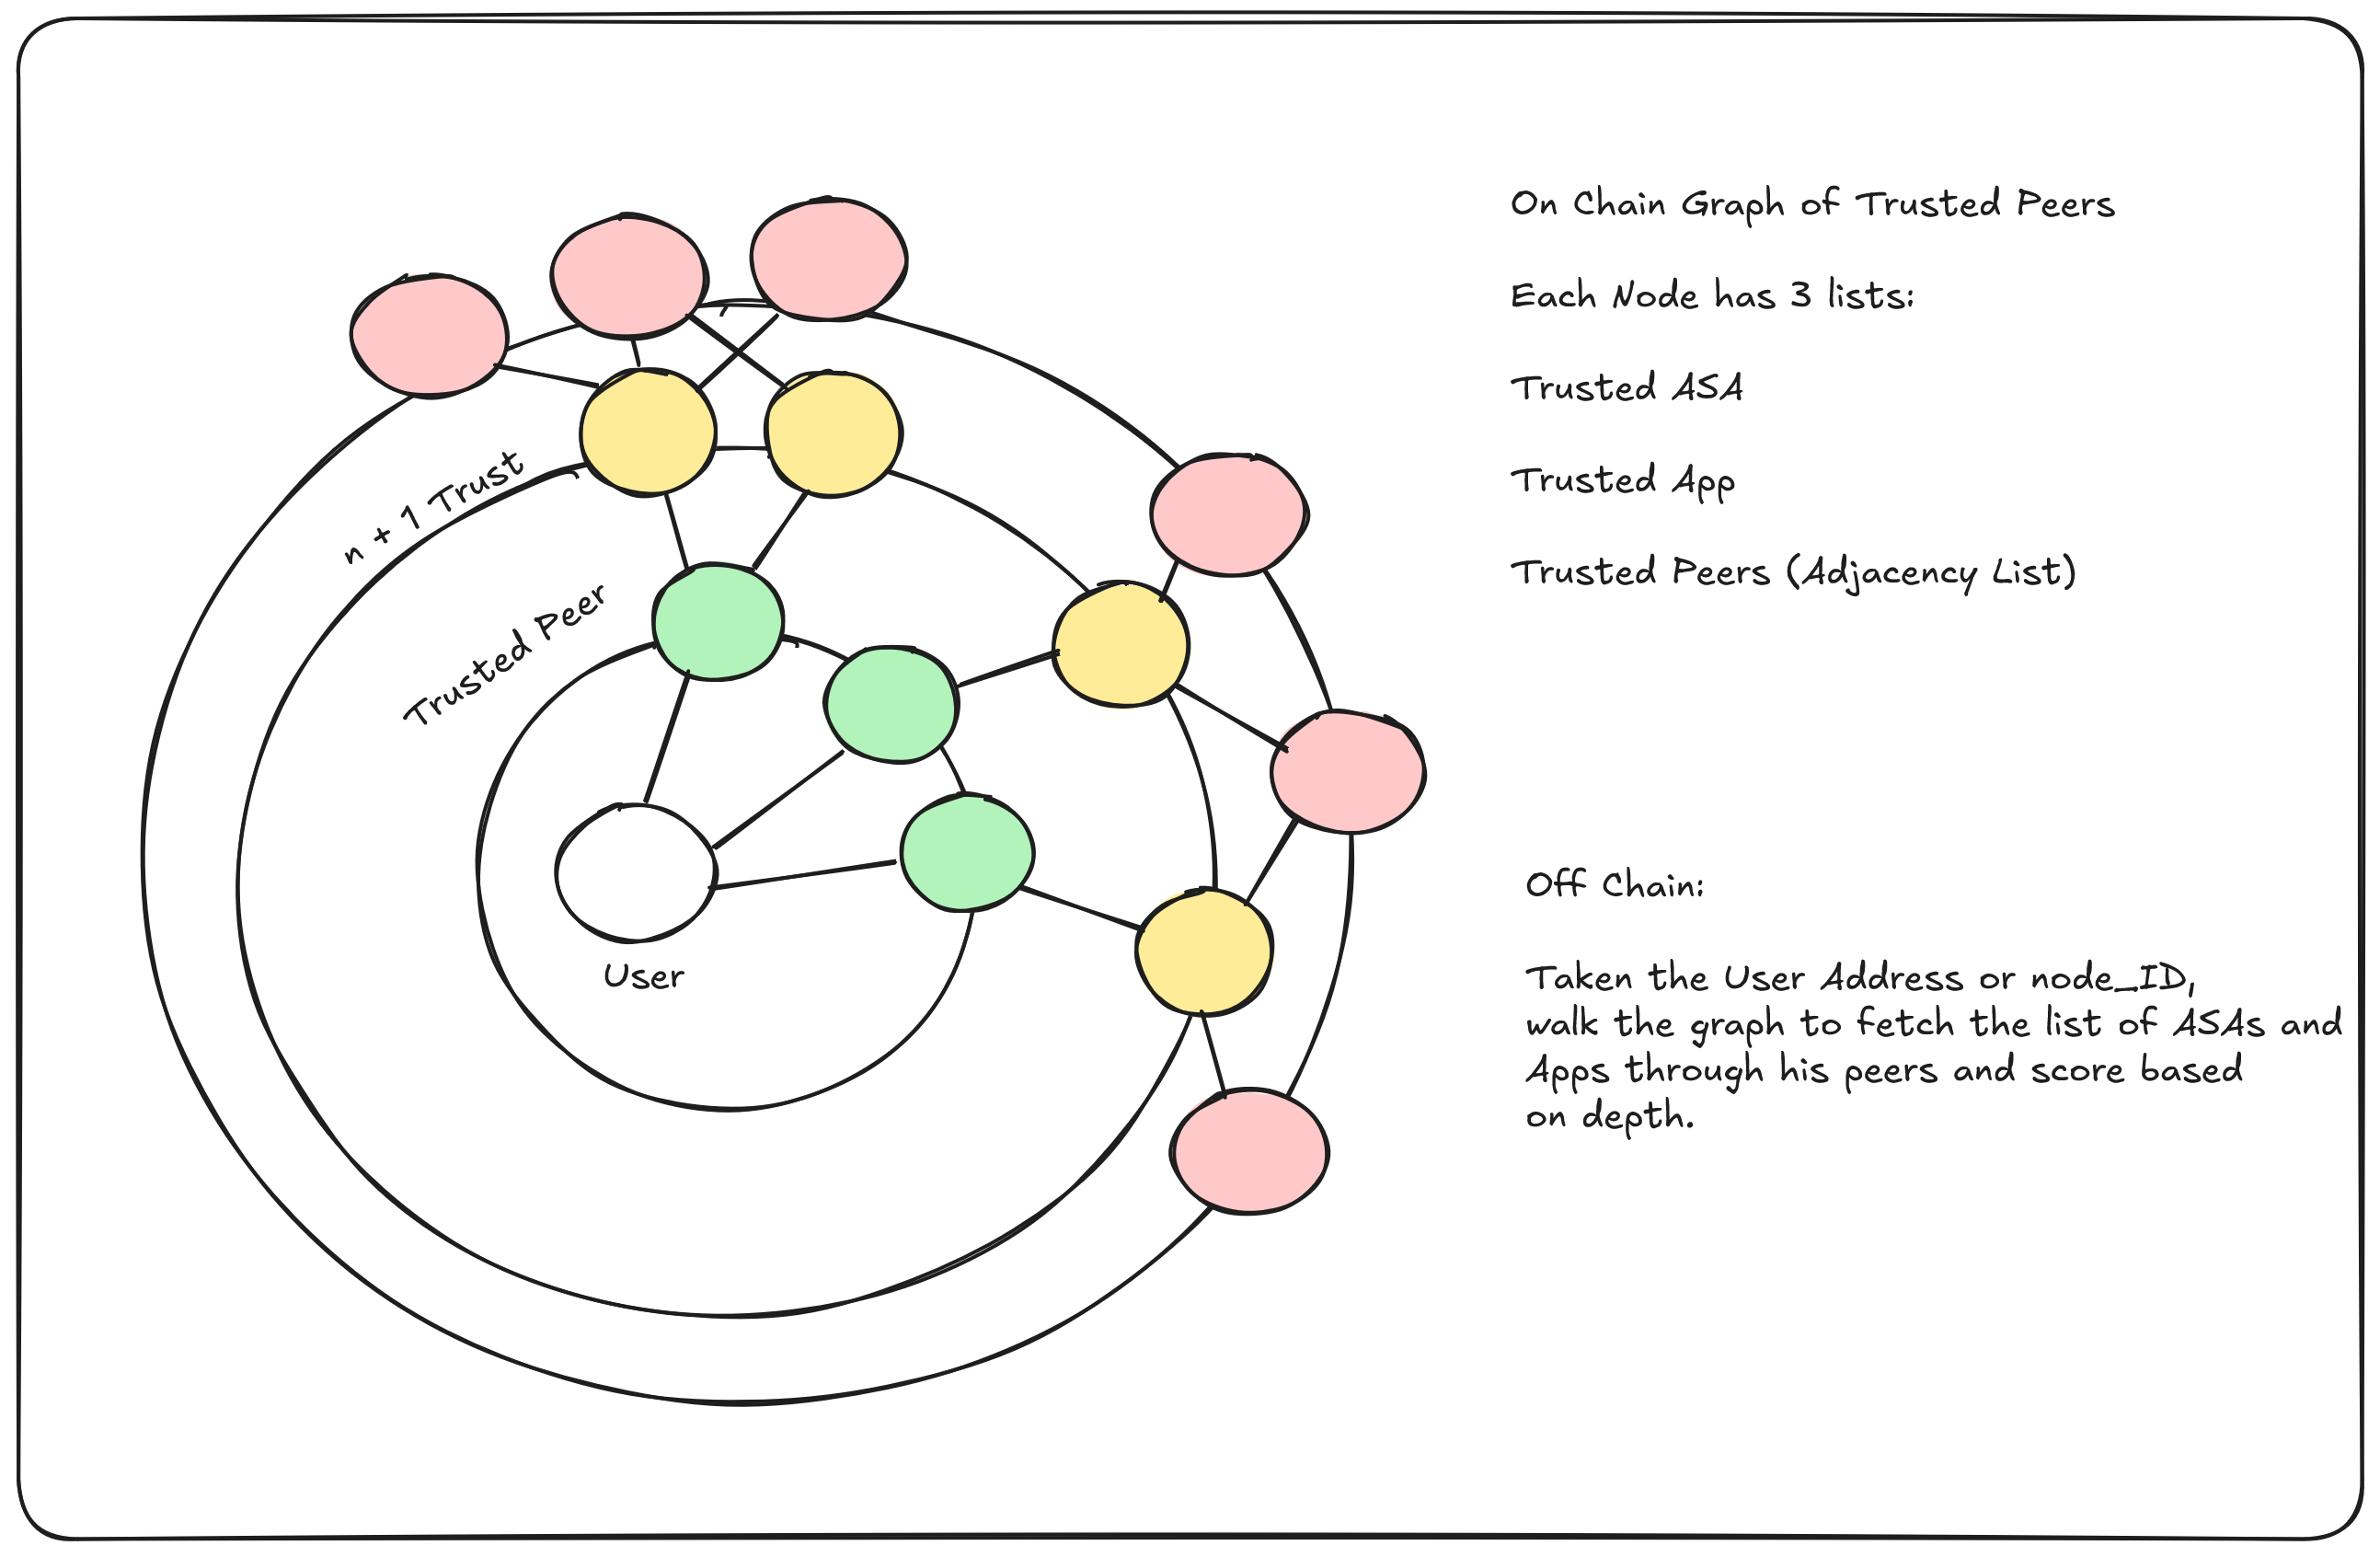 On Chain Graph of Trusted Peers
Each Node has 3 lists:
Trusted ASA
Trusted App
Trusted Peers (Adjacency List)
n + 1 Trust
Trusted Peer
User
Off Chain:
Taken the User Address or node_ID,
walk the graph to fetch the list of ASAs and
Apps through his peers and score based
on depth.